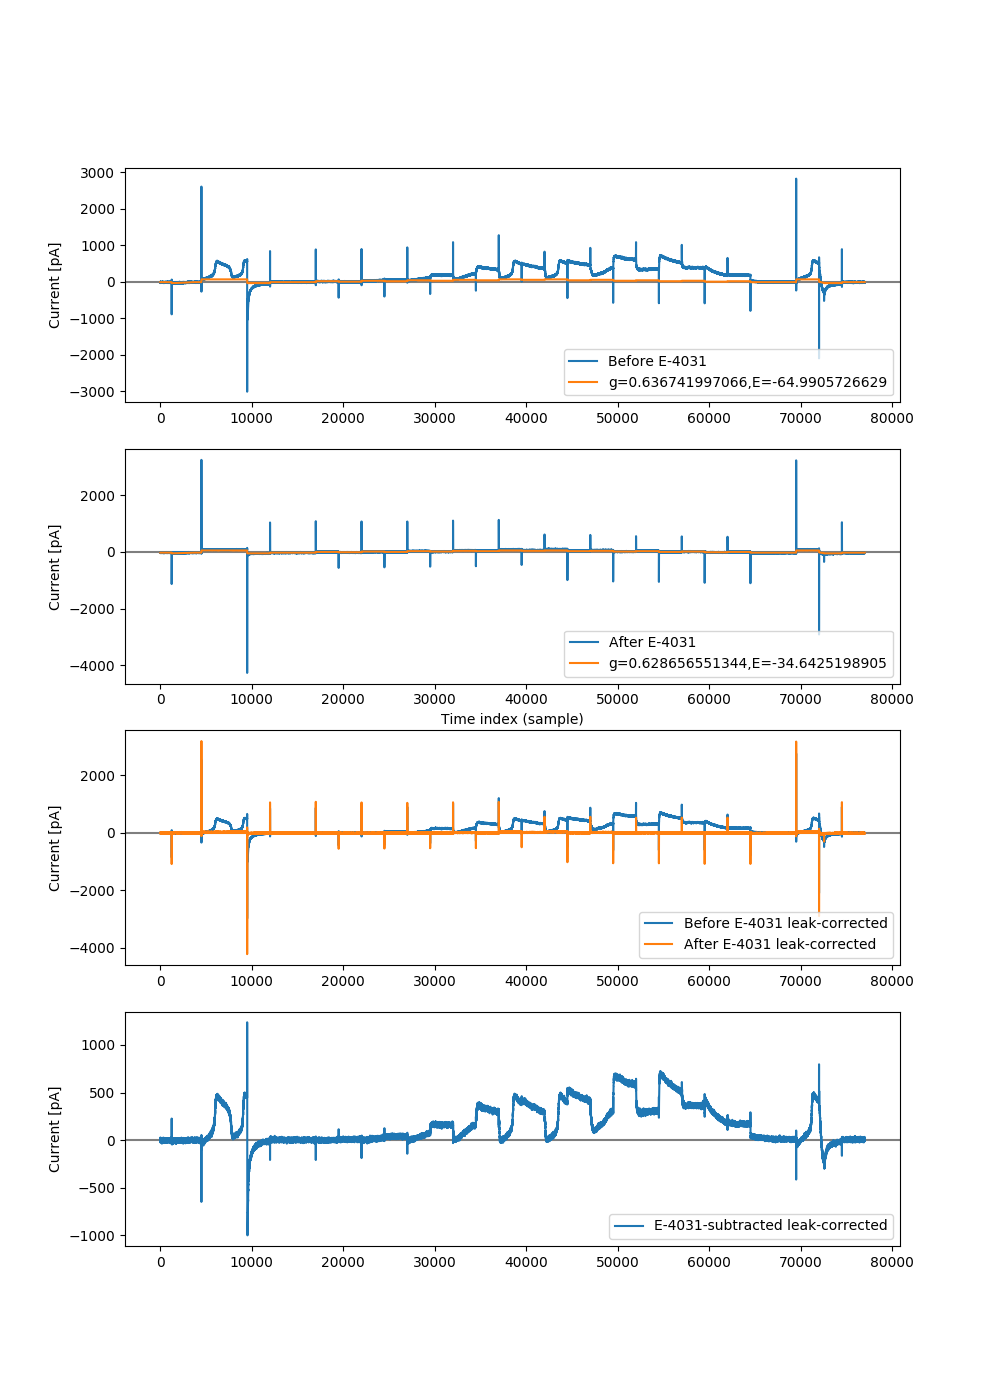 3000
2000
1000
0
−1000
−2000
−3000
Current [pA]
Before E-4031
g=0.636741997066,E=-64.9905726629
0 10000 20000 30000 40000 50000 60000 70000 80000
2000
0
−2000
−4000
Current [pA]
After E-4031
g=0.628656551344,E=-34.6425198905
0 10000 20000 30000 40000 50000 60000 70000 80000
Time index (sample)
2000
0
−2000
−4000
Current [pA]
Before E-4031 leak-corrected
After E-4031 leak-corrected
0 10000 20000 30000 40000 50000 60000 70000 80000
1000
500
0
−500
−1000
Current [pA]
E-4031-subtracted leak-corrected
0 10000 20000 30000 40000 50000 60000 70000 80000